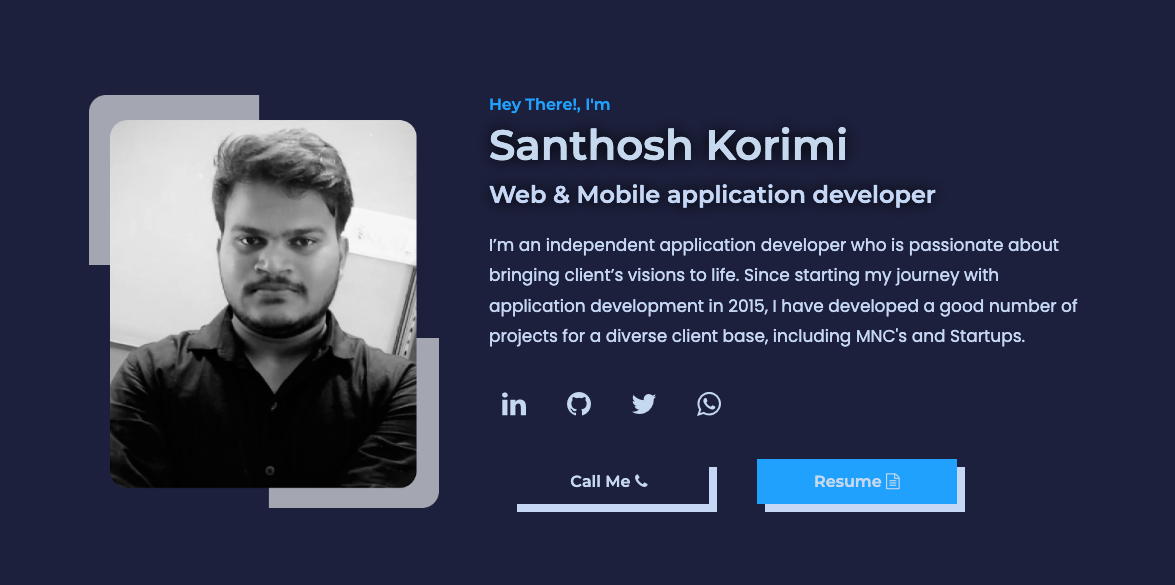 Hey There!, I'm
Santhosh Korimi
Web & Mobile application developer
I’m an independent application developer who is passionate about
bringing client’s visions to life. Since starting my journey with
application development in 2015, I have developed a good number of
projects for a diverse client base, including MNC's and Startups.
in
Call Me
Resume